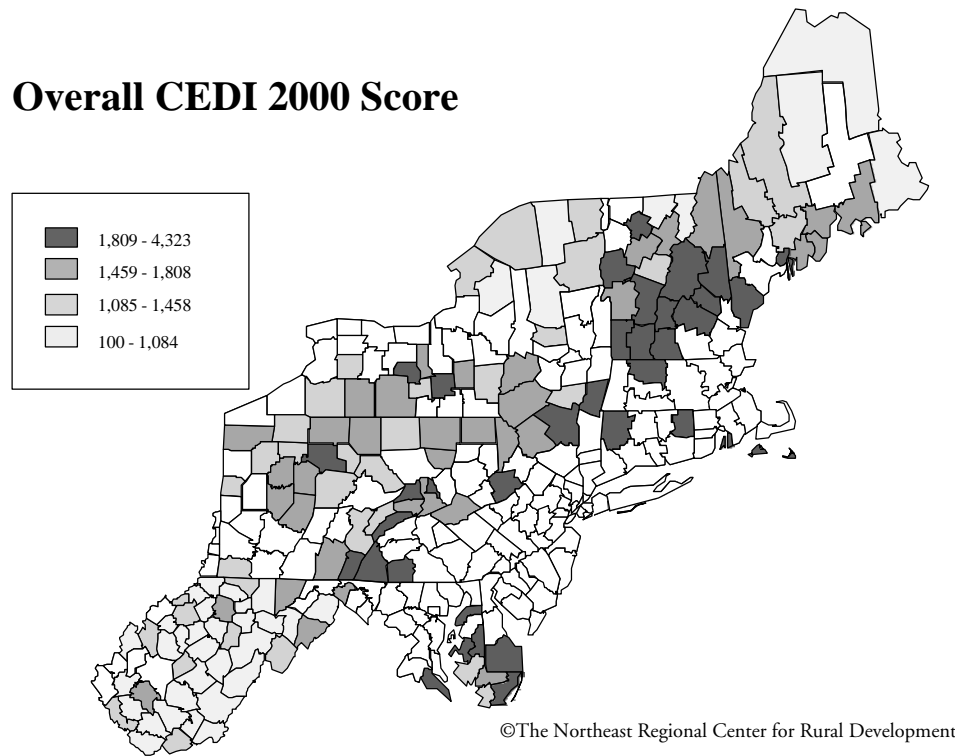 Overall CEDI 2000 Score
1,809 - 4,323
1,459 - 1,808
1,085 - 1,458
100 - 1,084
©The Northeast Regional Center for Rural Development